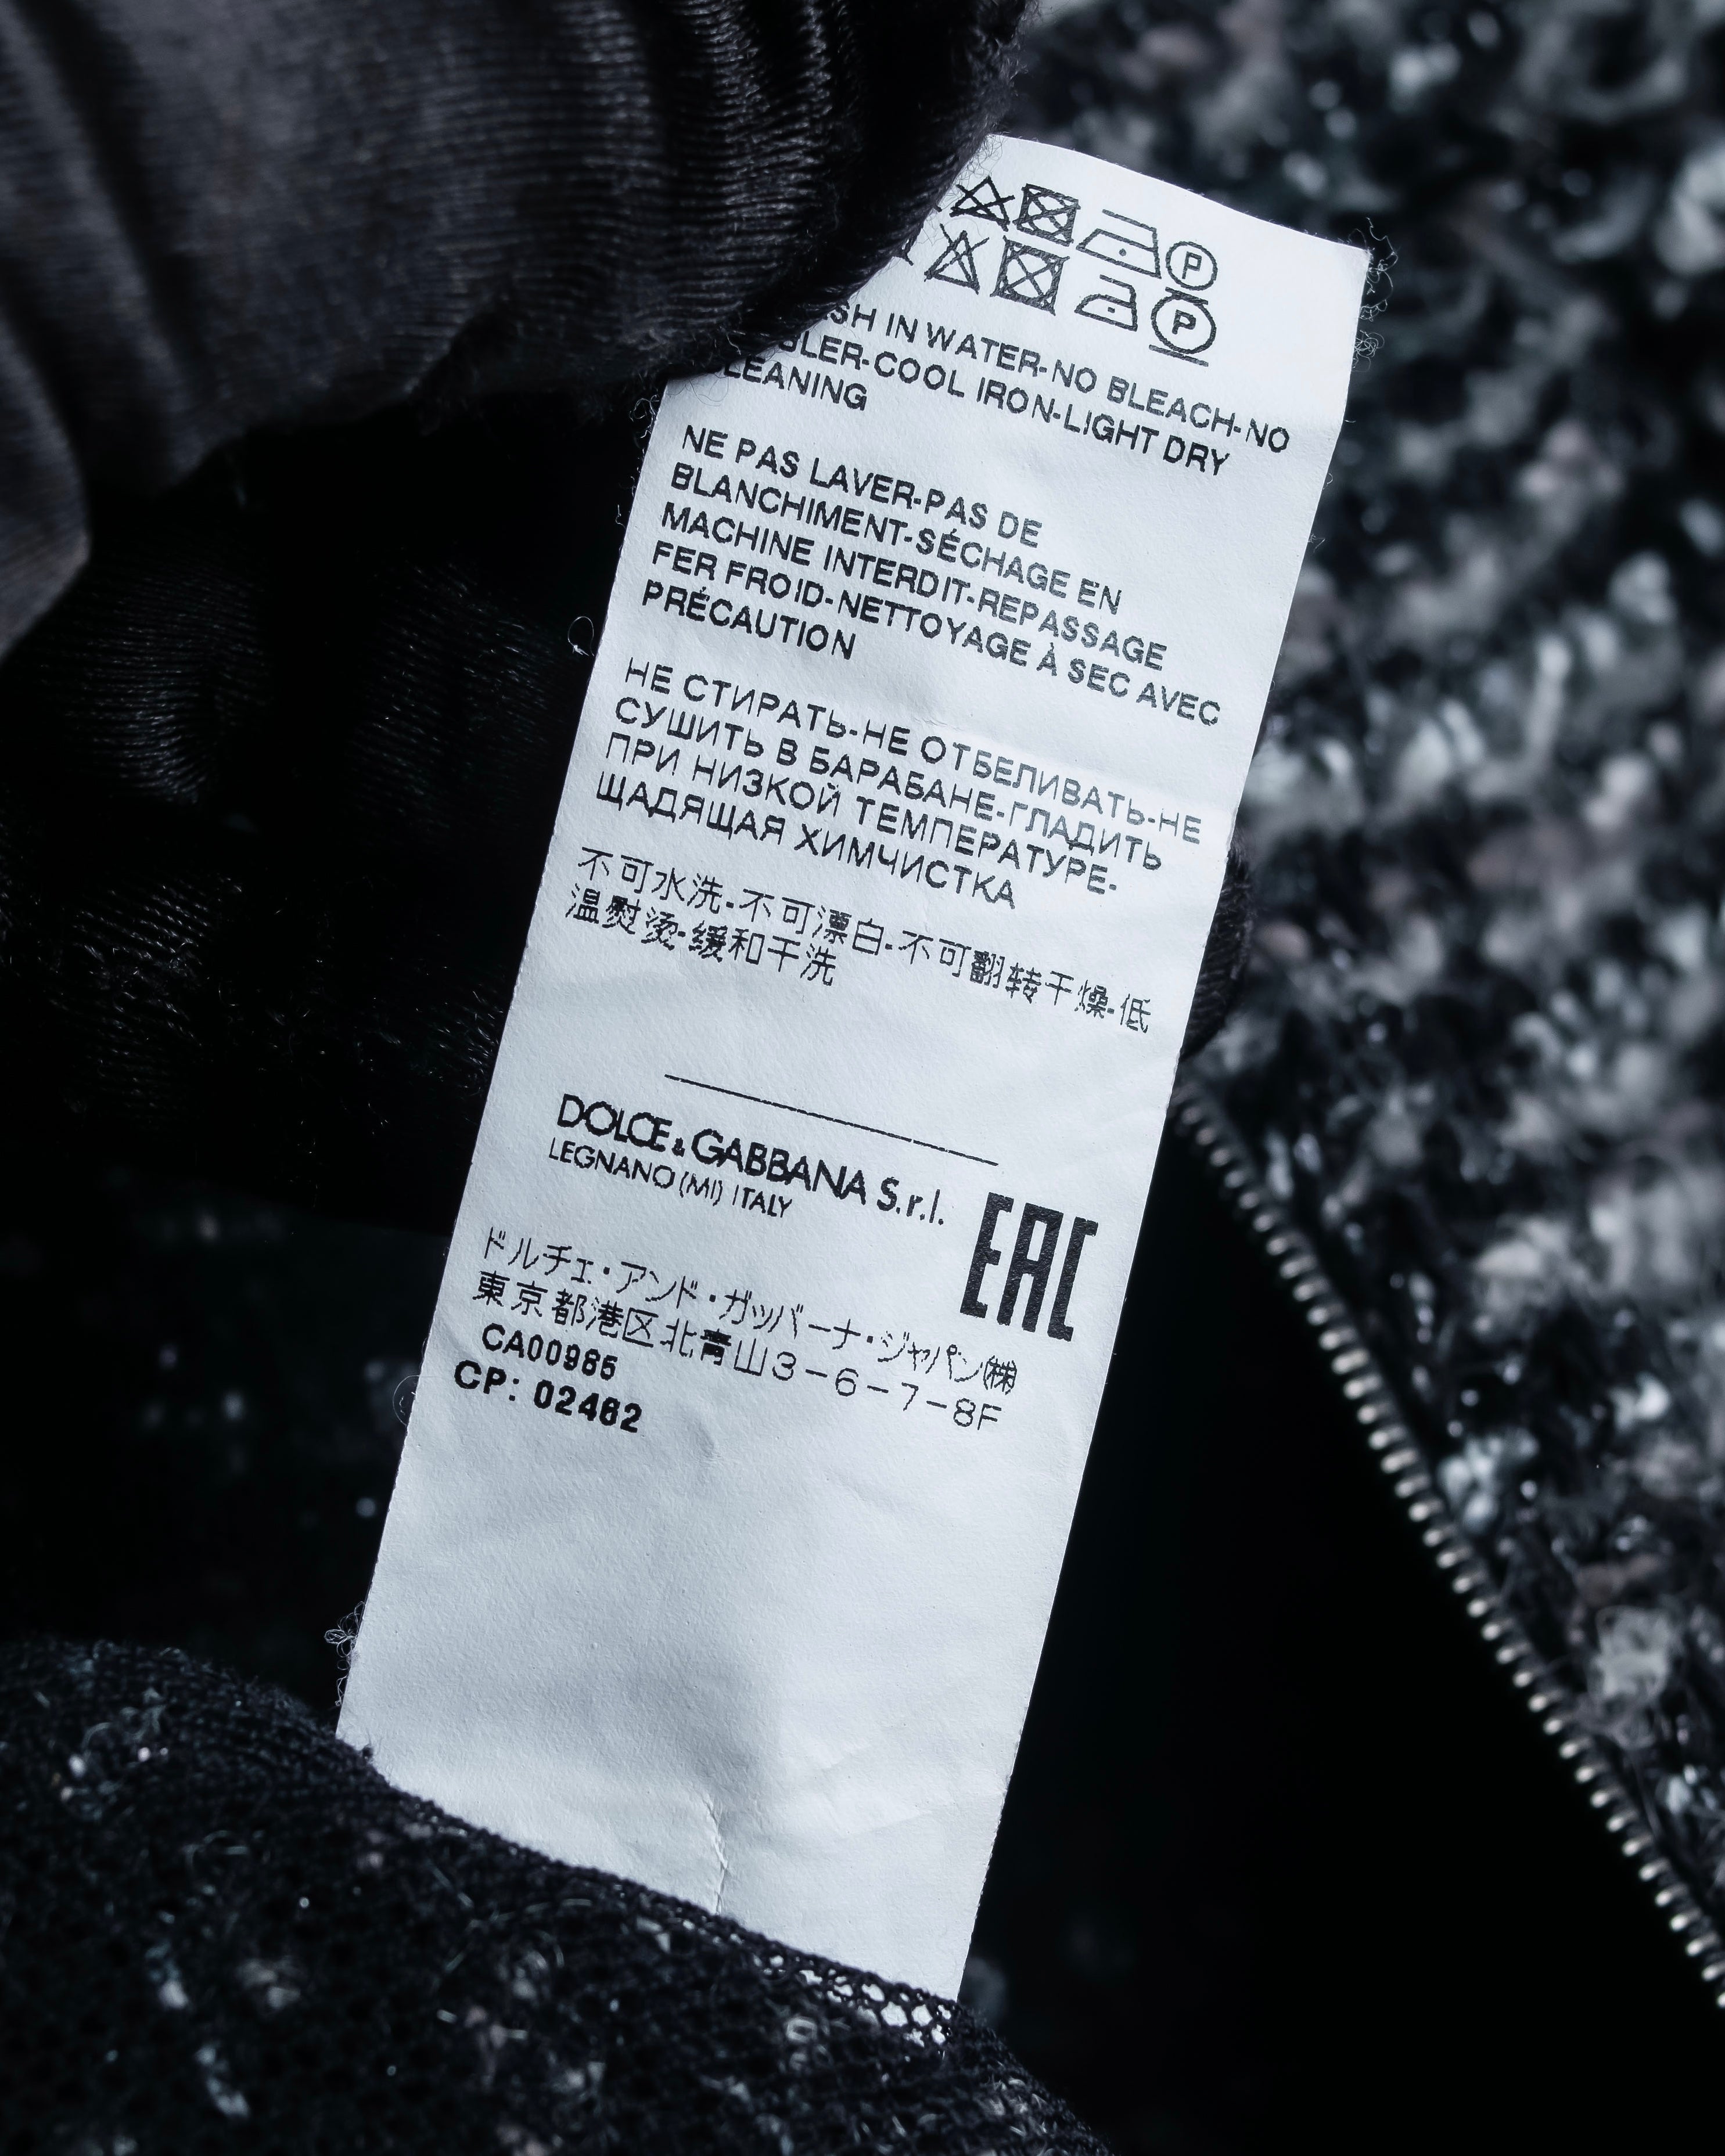 P
P
IN WATER-NO BLEACH-NO
COOL IRON-LIGHT DRY
NE PAS LAVER-PAS DE
BLANCHIMENT-SÉCHAGE EN
MACHINE INTERDIT-REPASSAGE
FER FROID-NETTOYAGE À SEC AVEC
PRÉCAUTION
НЕ СТИРАТЬ-НЕ ОТБЕЛИВАТЬ-НЕ
СУШИТЬ В БАРАБАНЕ-ГЛАДИТЬ
ПРИ НИЗКОЙ ТЕМПЕРАТУРЕ-
ЩАДЯЩАЯ ХИМЧИСТКА
不可水洗-不可漂白-不可翻转干燥-低
温熨烫-缓和干洗
DOLCE & GABBANA S.r.l.
LEGNANO (MI) ITALY
EAC
ドルチェ・アンド・ガッバーナ・ジャパン㈱
東京都港区北青山3-6-7-8F
CA00985
CP: 02462